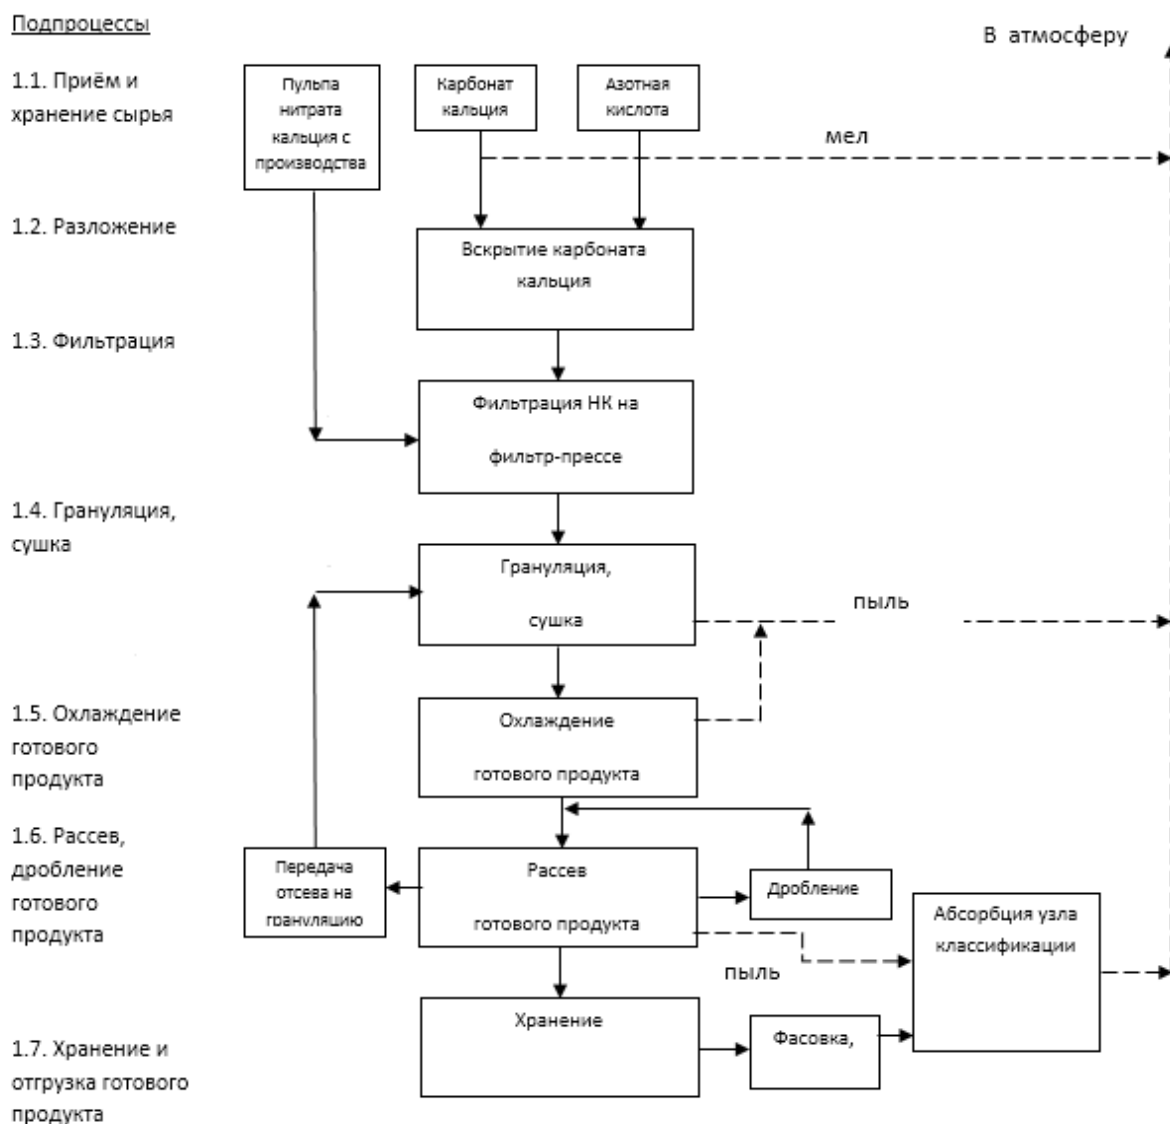 Подпроцессы
В атмосферу
1.1. Приём и
хранение сырья
Пульпа
нитрата
кальция с
производства
Карбонат
кальция
Азотная
кислота
мел
1.2. Разложение
Вскрытие карбоната
кальция
1.3. Фильтрация
Фильтрация НК на
фильтр-прессе
1.4. Грануляция,
сушка
Грануляция,
сушка
пыль
1.5. Охлаждение
готового
продукта
Охлаждение
готового продукта
1.6. Рассев,
дробление
готового
продукта
Передача
отсева на
грануляцию
Рассев
готового продукта
Дробление
Абсорбция узла
классификации
пыль
Хранение
Фасовка,
1.7. Хранение и
отгрузка готового
продукта